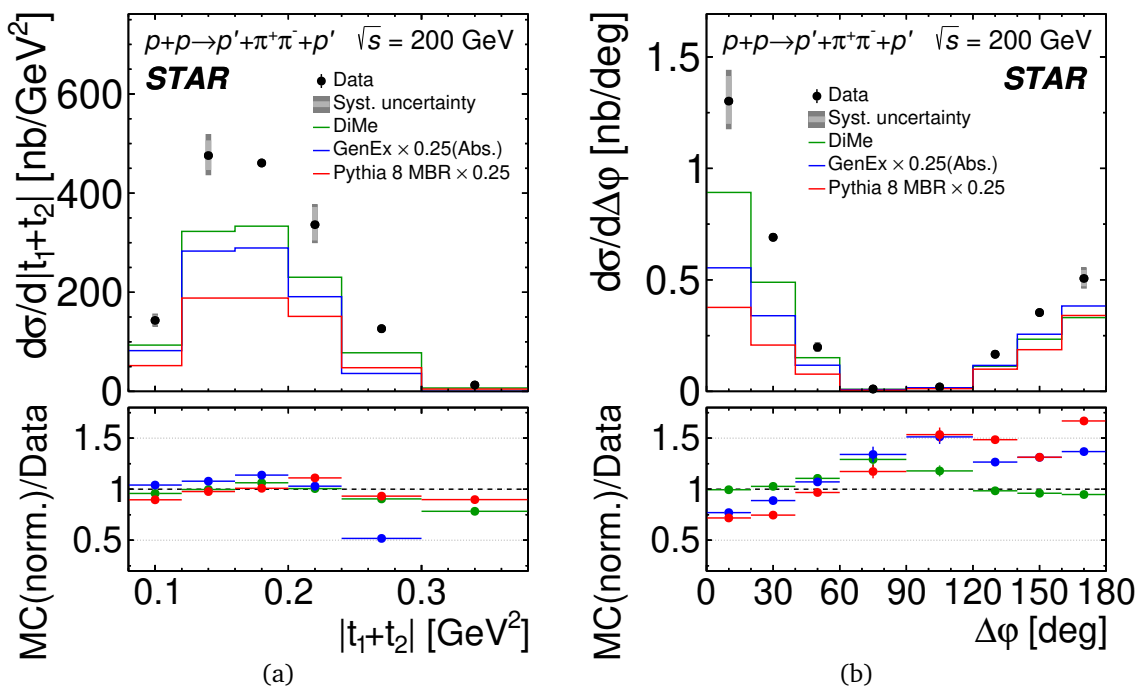 p+p→p′+π⁺π⁻+p′ √s = 200 GeV
STAR
Data
Syst. uncertainty
DiMe
GenEx × 0.25(Abs.)
Pythia 8 MBR × 0.25
dσ/d|t₁+t₂| [nb/GeV²]
600
400
200
0
MC(norm.)/Data
1.5
1
0.5
0.1 0.2 0.3
|t₁+t₂| [GeV²]
(a)
p+p→p′+π⁺π⁻+p′ √s = 200 GeV
STAR
Data
Syst. uncertainty
DiMe
GenEx × 0.25(Abs.)
Pythia 8 MBR × 0.25
dσ/dΔφ [nb/deg]
1.5
1
0.5
0
MC(norm.)/Data
1.5
1
0.5
0 30 60 90 120 150 180
Δφ [deg]
(b)